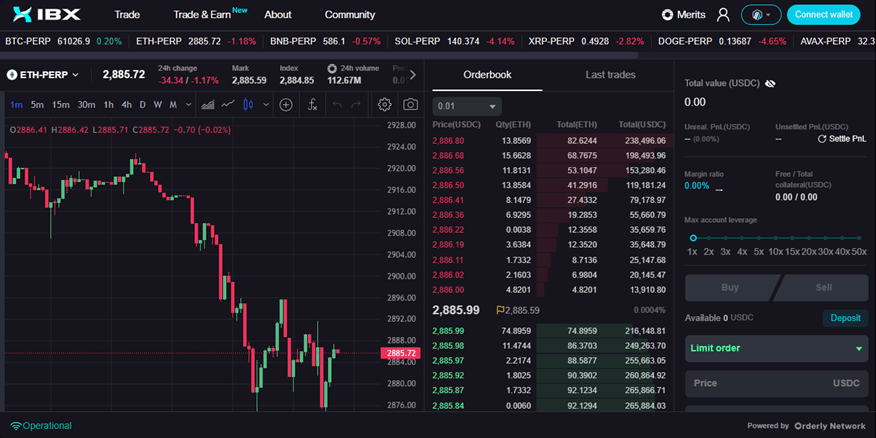 IBX Trade Trade & Earn New About Community Merits Connect wallet
BTC-PERP 61026.9 0.20% ETH-PERP 2885.72 -1.18% BNB-PERP 586.1 -0.57% SOL-PERP 140.374 -4.14% XRP-PERP 0.4928 -2.82% DOGE-PERP 0.13687 -4.65% AVAX-PERP 32.3
ETH-PERP 2,885.72
24h change
-34.34 / -1.17%
Mark
2,885.59
Index
2,884.85
24h volume
112.67M
1m 5m 15m 30m 1h 4h D W M
O2886.41 H2886.42 L2885.71 C2885.72 -0.70 (-0.02%)
2928.00
2924.00
2920.00
2916.00
2912.00
2908.00
2904.00
2900.00
2896.00
2892.00
2888.00
2885.72
2884.00
2880.00
2876.00
Orderbook Last trades
0.01
Price(USDC) Qty(ETH) Total(ETH) Total(USDC)
2,886.80 13.8569 82.6244 238,496.06
2,886.68 15.6628 68.7675 198,493.96
2,886.56 11.8131 53.1047 153,280.46
2,886.50 13.8584 41.2916 119,181.24
2,886.41 8.1479 27.4332 79,178.97
2,886.36 6.9295 19.2853 55,660.79
2,886.22 0.0038 12.3558 35,659.76
2,886.19 3.6384 12.3520 35,648.79
2,886.11 1.7332 8.7136 25,147.68
2,886.02 2.1603 6.9804 20,145.47
2,886.00 4.8201 4.8201 13,910.80
2,885.99 2,885.59 0.0004%
2,885.99 74.8959 74.8959 216,148.81
2,885.98 11.4744 86.3703 249,263.70
2,885.97 2.2174 88.5877 255,663.05
2,885.92 1.8025 90.3902 260,864.92
2,885.87 1.7332 92.1234 265,866.71
2,885.84 0.0060 92.1294 265,884.03
Total value (USDC)
0.00
Unreal. PnL(USDC) Unsettled PnL(USDC)
-- (0.00%) -- Settle PnL
Margin ratio
0.00%
Free / Total
collateral(USDC)
0.00 / 0.00
Max account leverage
1x 2x 3x 4x 5x 10x 15x 20x 30x 40x 50x
Buy Sell
Available 0 USDC Deposit
Limit order
Price USDC
Operational
Powered by Orderly Network